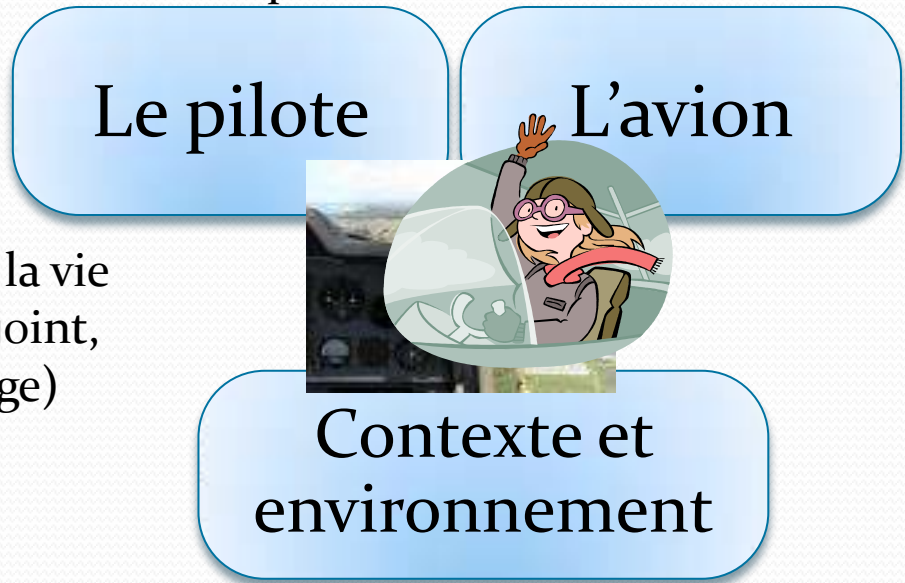 Le pilote
L’avion
la vie
oint,
ge)
Contexte et
environnement